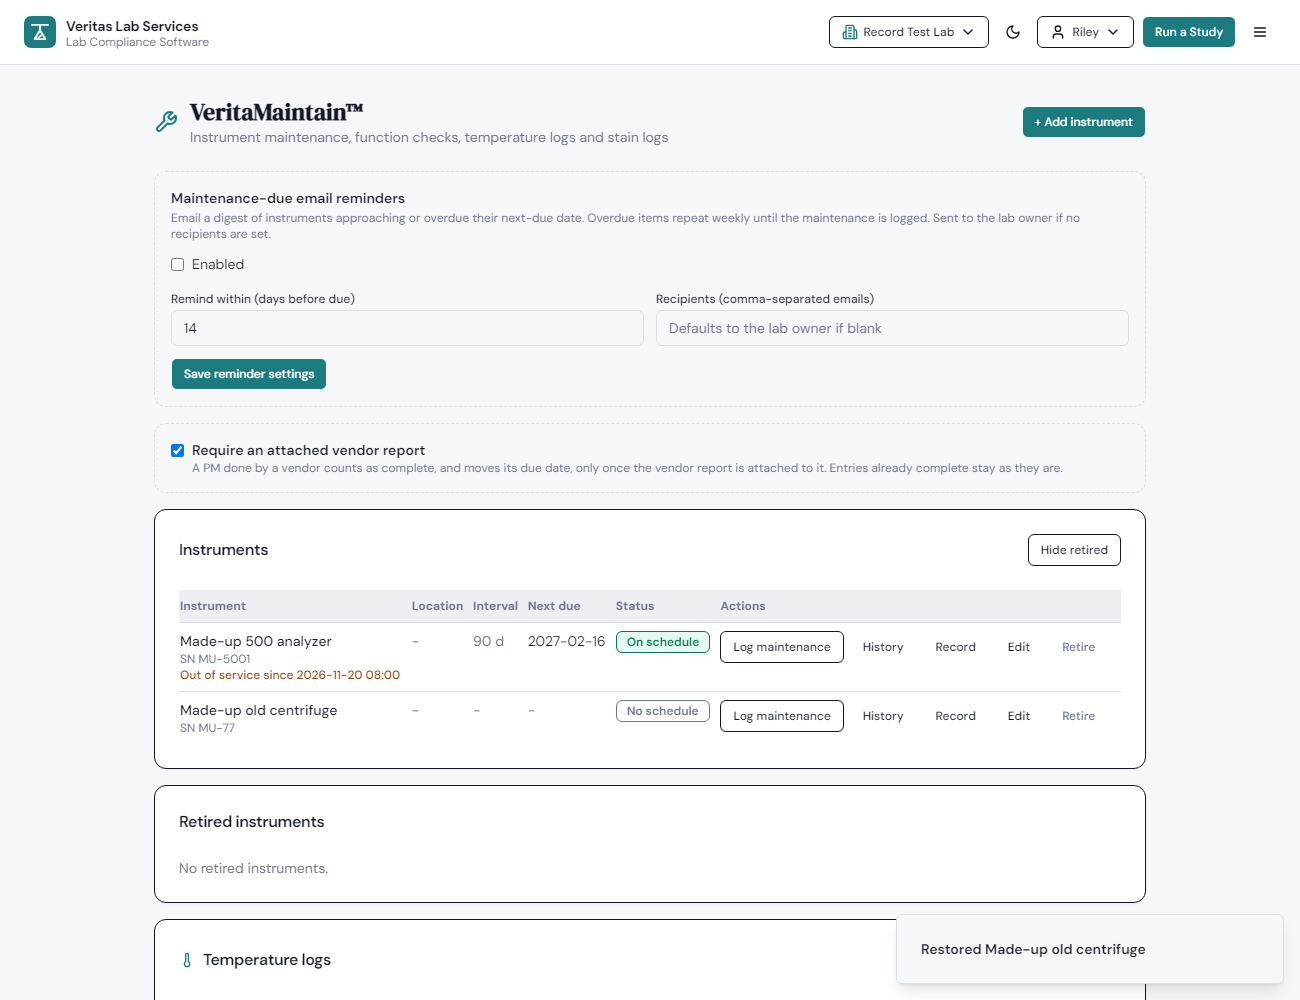 Veritas Lab Services
Lab Compliance Software
Record Test Lab
Riley
Run a Study
VeritaMaintain™
Instrument maintenance, function checks, temperature logs and stain logs
+ Add instrument
Maintenance-due email reminders
Email a digest of instruments approaching or overdue their next-due date. Overdue items repeat weekly until the maintenance is logged. Sent to the lab owner if no
recipients are set.
Enabled
Remind within (days before due) Recipients (comma-separated emails)
14 Defaults to the lab owner if blank
Save reminder settings
Require an attached vendor report
A PM done by a vendor counts as complete, and moves its due date, only once the vendor report is attached to it. Entries already complete stay as they are.
Instruments
Hide retired
Instrument Location Interval Next due Status Actions
Made-up 500 analyzer - 90 d 2027-02-16 On schedule Log maintenance History Record Edit Retire
SN MU-5001
Out of service since 2026-11-20 08:00
Made-up old centrifuge - - - No schedule Log maintenance History Record Edit Retire
SN MU-77
Retired instruments
No retired instruments.
Temperature logs
Restored Made-up old centrifuge